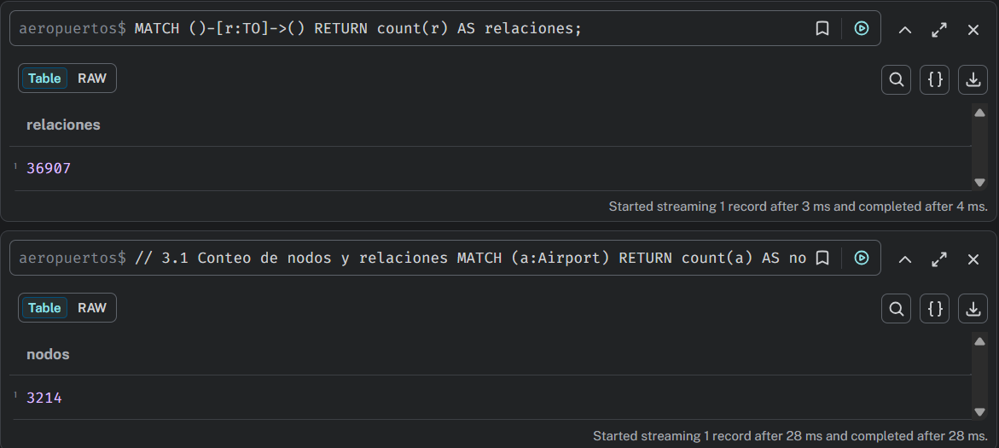 aeropuertos$ MATCH ()-[r:TO]->() RETURN count(r) AS relaciones;
Table RAW
relaciones
1 36907
Started streaming 1 record after 3 ms and completed after 4 ms.
aeropuertos$ // 3.1 Conteo de nodos y relaciones MATCH (a:Airport) RETURN count(a) AS no
Table RAW
nodos
1 3214
Started streaming 1 record after 28 ms and completed after 28 ms.